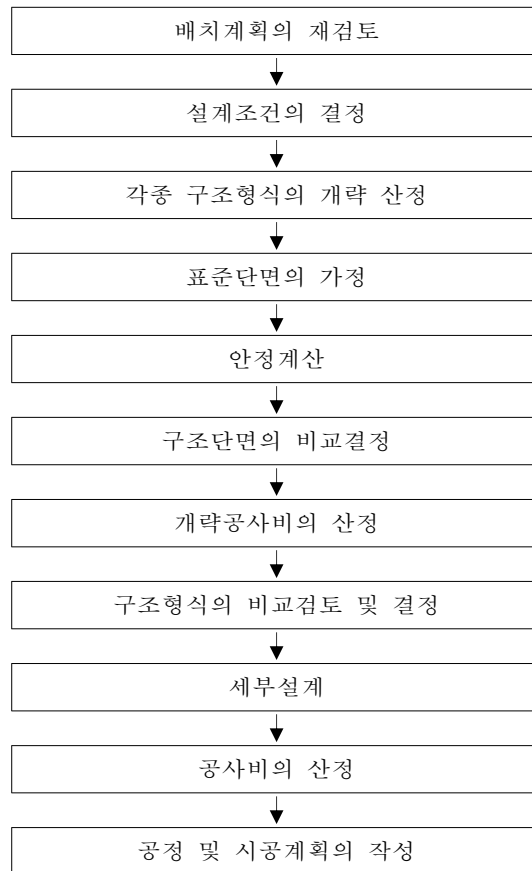 배치계획의 재검토
설계조건의 결정
각종 구조형식의 개략 산정
표준단면의 가정
안정계산
구조단면의 비교결정
개략공사비의 산정
구조형식의 비교검토 및 결정
세부설계
공사비의 산정
공정 및 시공계획의 작성